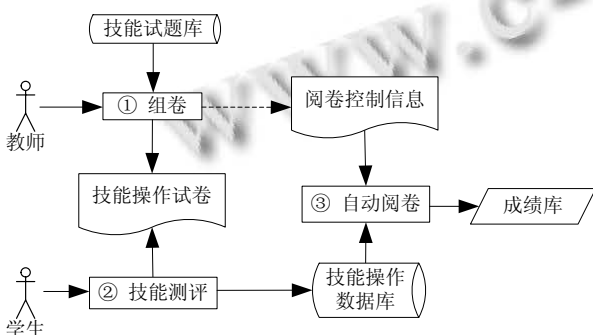 技能试题库
① 组卷
阅卷控制信息
教师
技能操作试卷
③ 自动阅卷
成绩库
② 技能测评
技能操作
数据库
学生
www.c